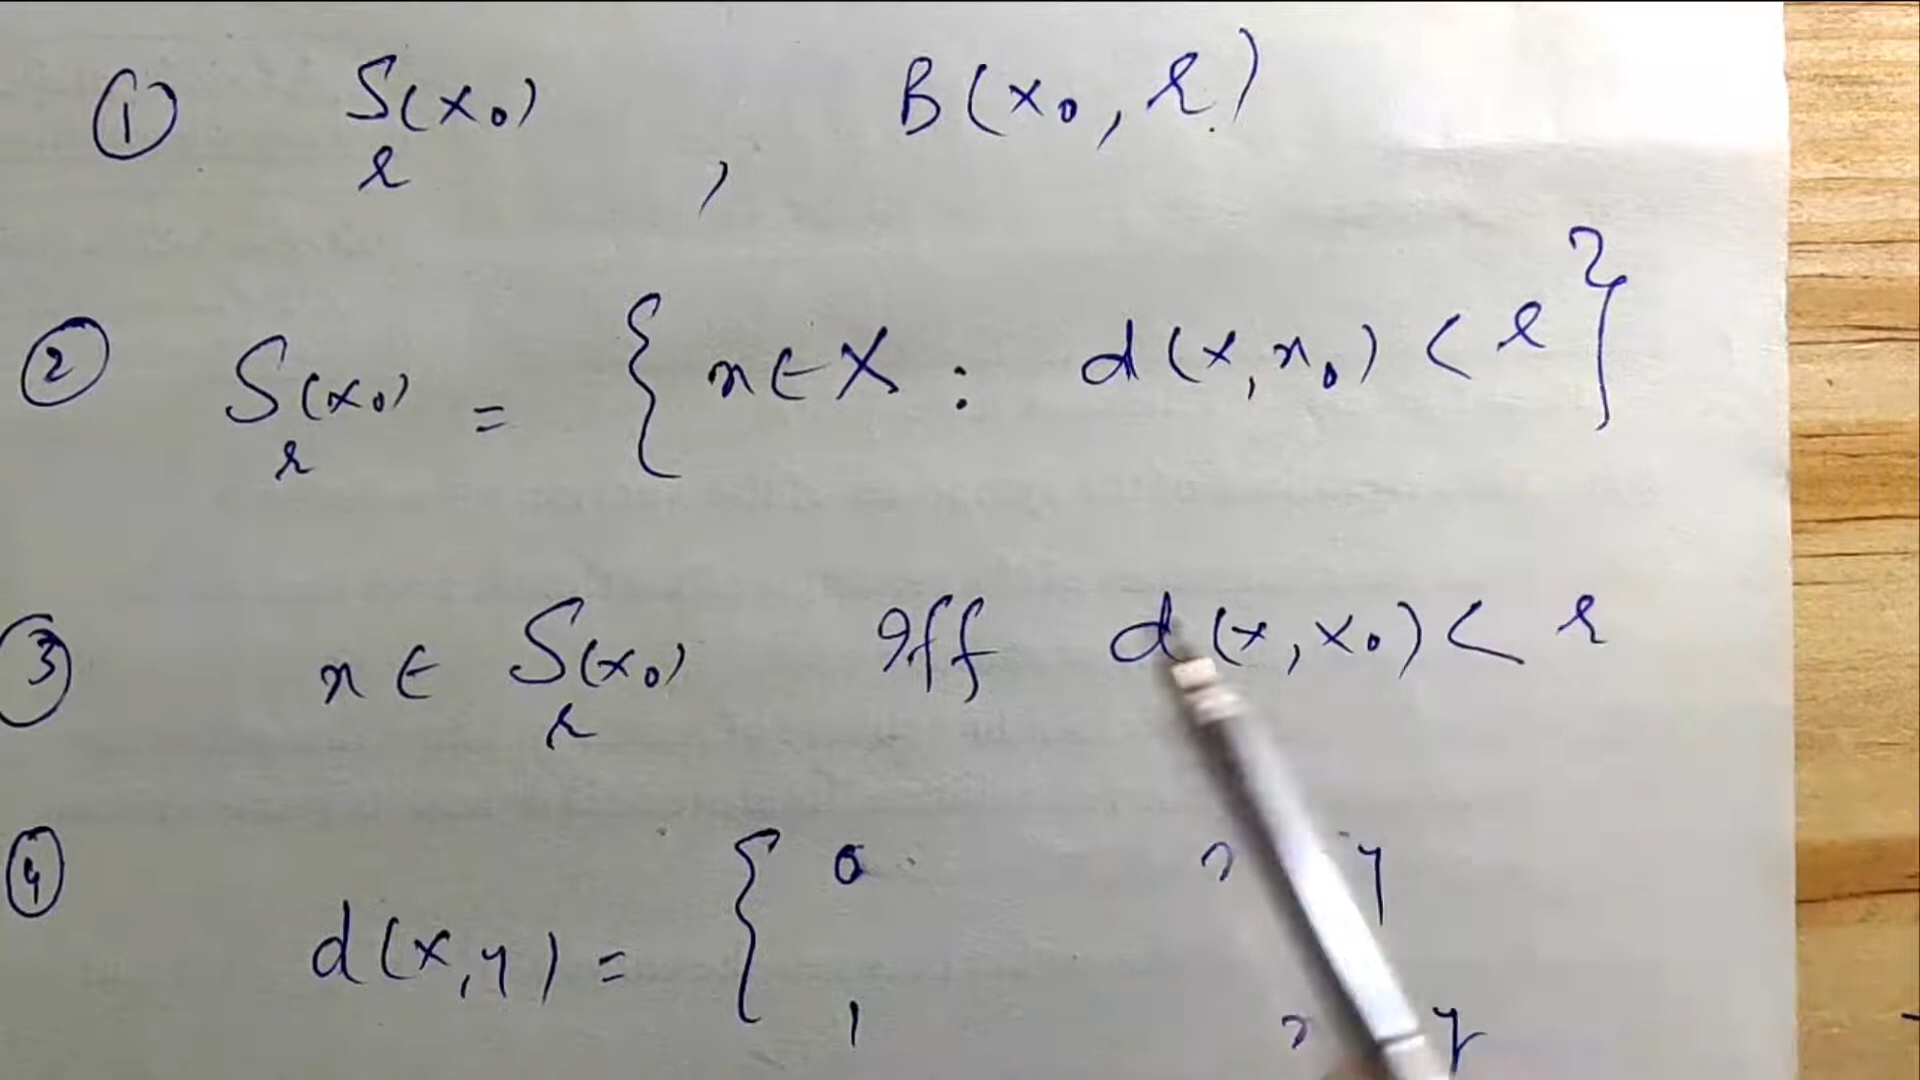 ① S_r(x₀) , B(x₀, r)
② S_r(x₀) = { x ∈ X : d(x, x₀) < r }
③ x ∈ S_r(x₀) iff d(x, x₀) < r
④ d(x, y) = { 0 x y
1 x y